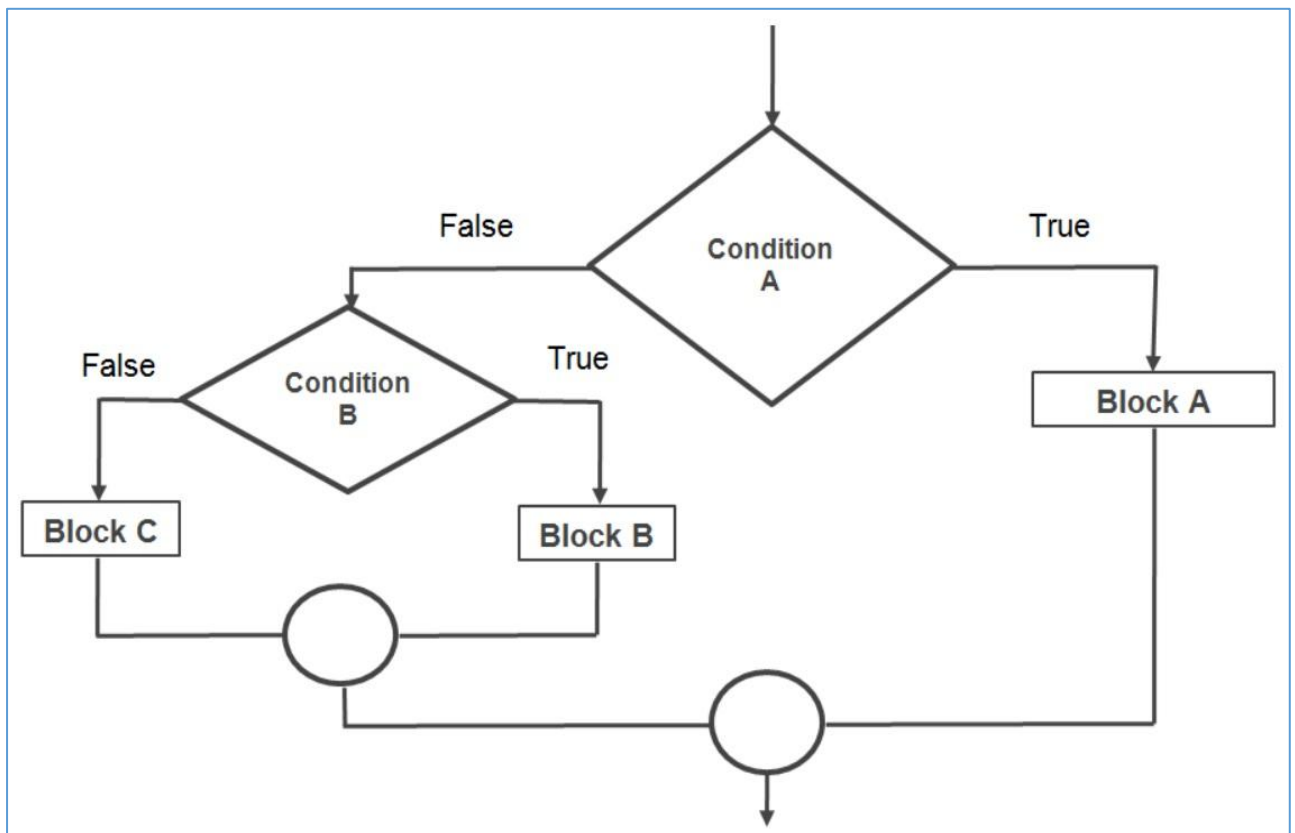 False
True
Condition
A
False
True
Condition
B
Block A
Block C
Block B